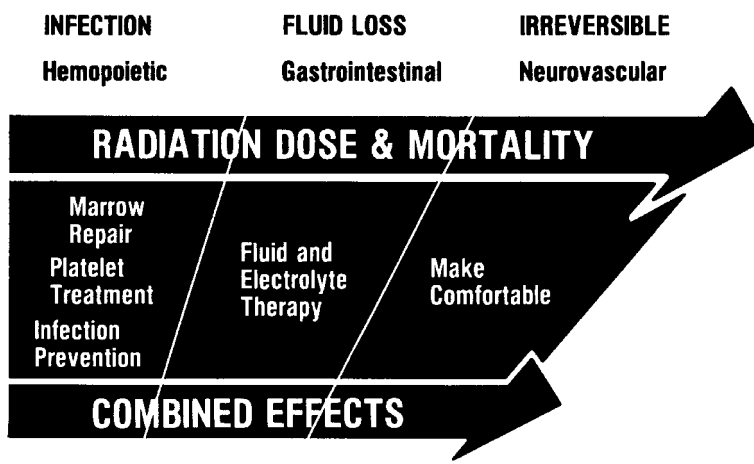 INFECTION FLUID LOSS IRREVERSIBLE
Hemopoietic Gastrointestinal Neurovascular
RADIATION DOSE & MORTALITY
Marrow
Repair
Platelet
Treatment
Infection
Prevention
Fluid and
Electrolyte
Therapy
Make
Comfortable
COMBINED EFFECTS